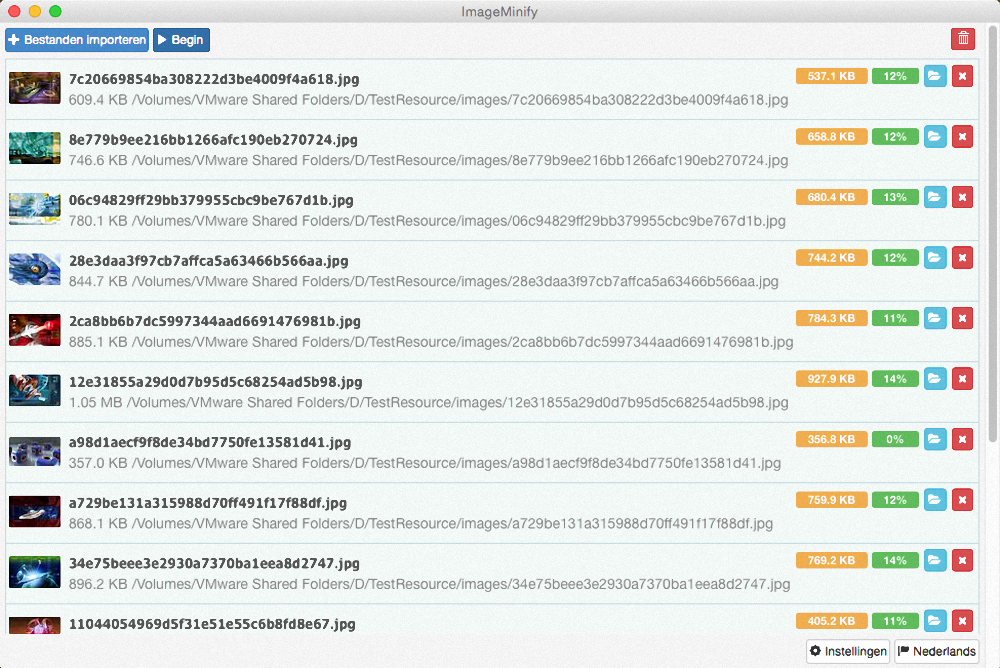 ImageMinify
Bestanden importeren Begin
7c20669854ba308222d3be4009f4a618.jpg 537.1 KB 12%
609.4 KB /Volumes/VMware Shared Folders/D/TestResource/images/7c20669854ba308222d3be4009f4a618.jpg
8e779b9ee216bb1266afc190eb270724.jpg 658.8 KB 12%
746.6 KB /Volumes/VMware Shared Folders/D/TestResource/images/8e779b9ee216bb1266afc190eb270724.jpg
06c94829ff29bb379955cbc9be767d1b.jpg 680.4 KB 13%
780.1 KB /Volumes/VMware Shared Folders/D/TestResource/images/06c94829ff29bb379955cbc9be767d1b.jpg
28e3daa3f97cb7affca5a63466b566aa.jpg 744.2 KB 12%
844.7 KB /Volumes/VMware Shared Folders/D/TestResource/images/28e3daa3f97cb7affca5a63466b566aa.jpg
2ca8bb6b7dc5997344aad6691476981b.jpg 784.3 KB 11%
885.1 KB /Volumes/VMware Shared Folders/D/TestResource/images/2ca8bb6b7dc5997344aad6691476981b.jpg
12e31855a29d0d7b95d5c68254ad5b98.jpg 927.9 KB 14%
1.05 MB /Volumes/VMware Shared Folders/D/TestResource/images/12e31855a29d0d7b95d5c68254ad5b98.jpg
a98d1aecf9f8de34bd7750fe13581d41.jpg 356.8 KB 0%
357.0 KB /Volumes/VMware Shared Folders/D/TestResource/images/a98d1aecf9f8de34bd7750fe13581d41.jpg
a729be131a315988d70ff491f17f88df.jpg 759.9 KB 12%
868.1 KB /Volumes/VMware Shared Folders/D/TestResource/images/a729be131a315988d70ff491f17f88df.jpg
34e75beee3e2930a7370ba1eea8d2747.jpg 769.2 KB 14%
896.2 KB /Volumes/VMware Shared Folders/D/TestResource/images/34e75beee3e2930a7370ba1eea8d2747.jpg
11044054969d5f31e51e55c6b8fd8e67.jpg 405.2 KB 11%
Instellingen Nederlands